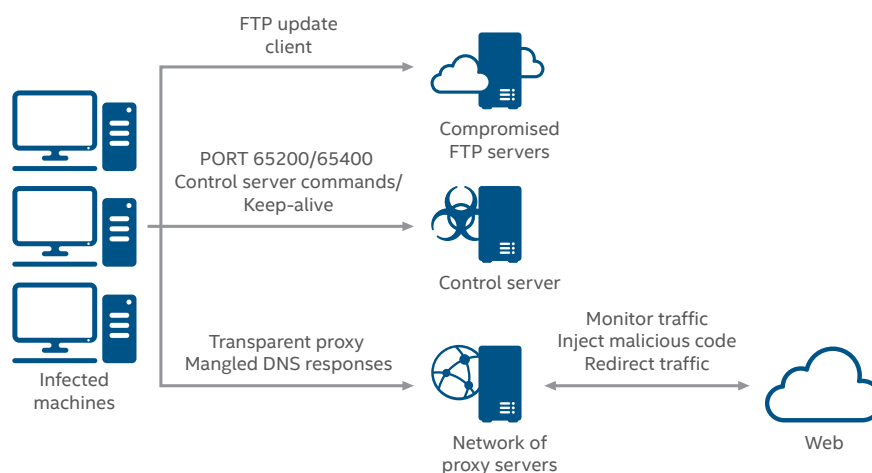 FTP update
client
Compromised
FTP servers
PORT 65200/65400
Control server commands/
Keep-alive
Control server
Infected
machines
Transparent proxy
Mangled DNS responses
Network of
proxy servers
Monitor traffic
Inject malicious code
Redirect traffic
Web